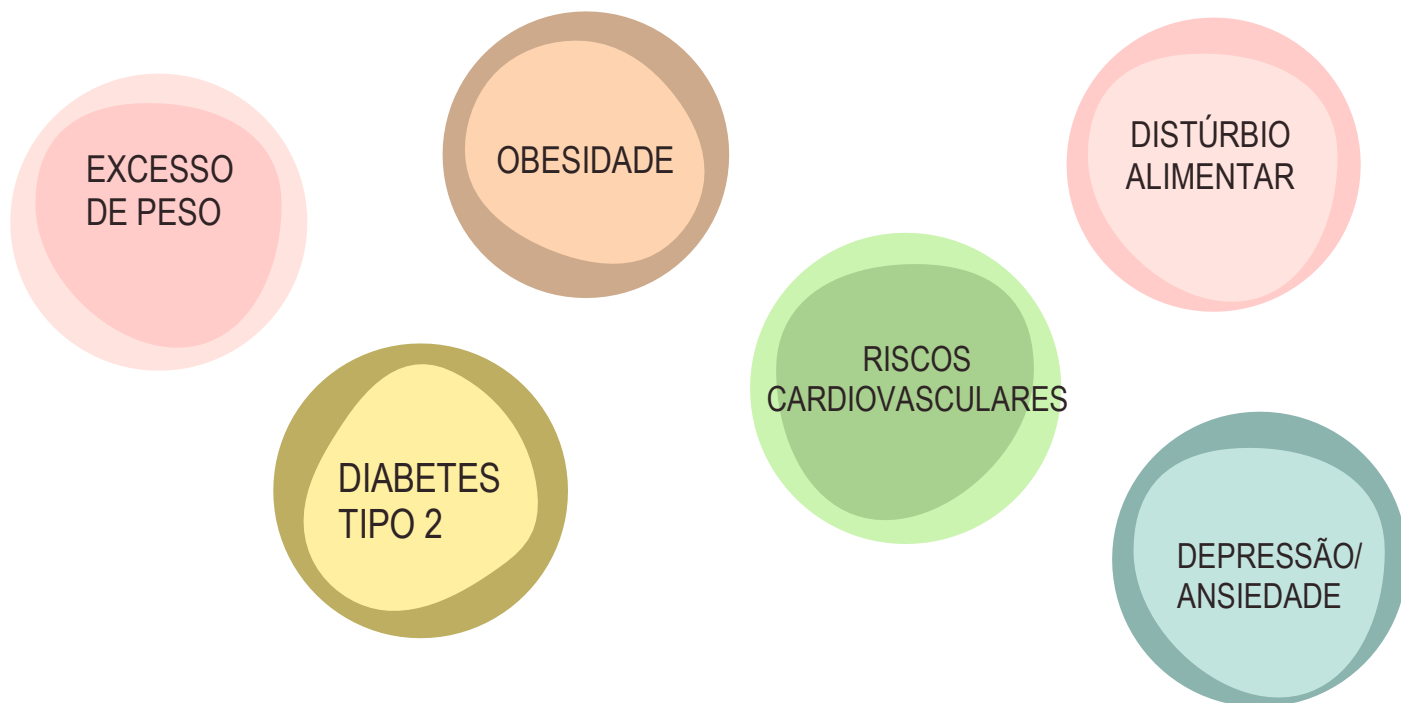 EXCESSO
DE PESO
OBESIDADE
DISTÚRBIO
ALIMENTAR
DIABETES
TIPO 2
RISCOS
CARDIOVASCULARES
DEPRESSÃO/
ANSIEDADE